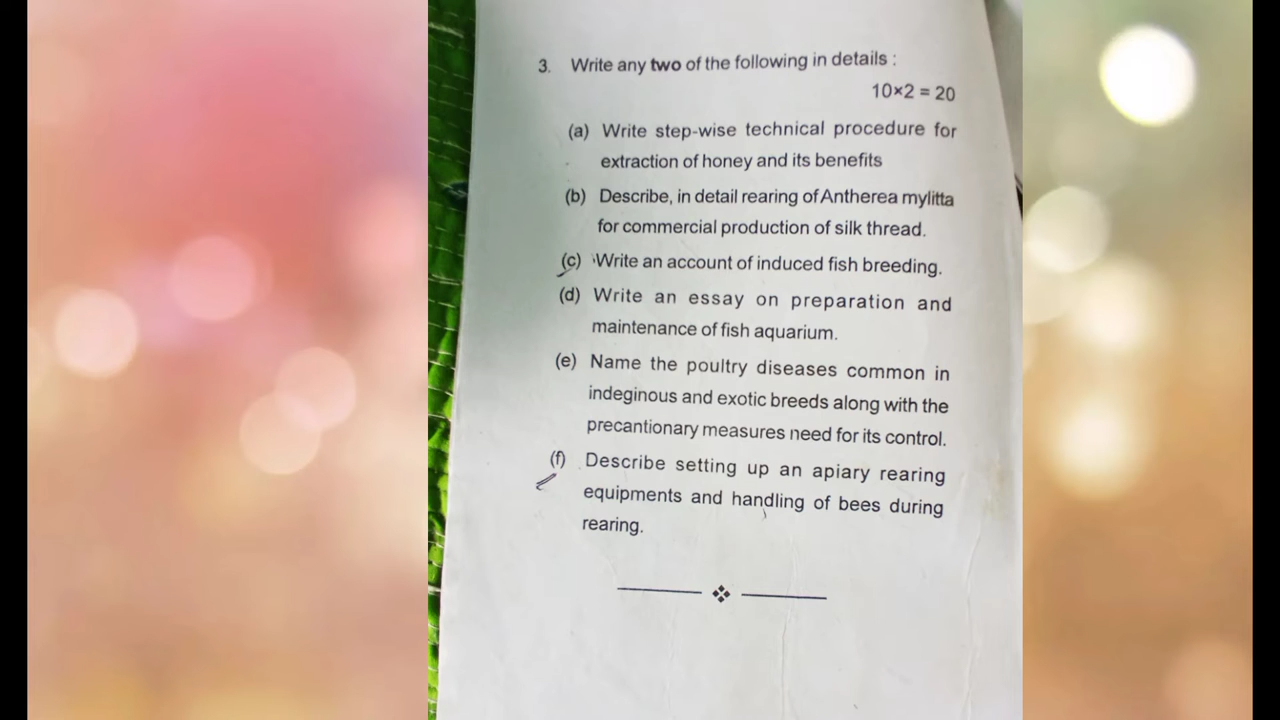 3. Write any two of the following in details :
10×2 = 20
(a) Write step-wise technical procedure for
extraction of honey and its benefits
(b) Describe, in detail rearing of Antherea mylitta
for commercial production of silk thread.
(c) Write an account of induced fish breeding.
(d) Write an essay on preparation and
maintenance of fish aquarium.
(e) Name the poultry diseases common in
indeginous and exotic breeds along with the
precantionary measures need for its control.
(f) Describe setting up an apiary rearing
equipments and handling of bees during
rearing.